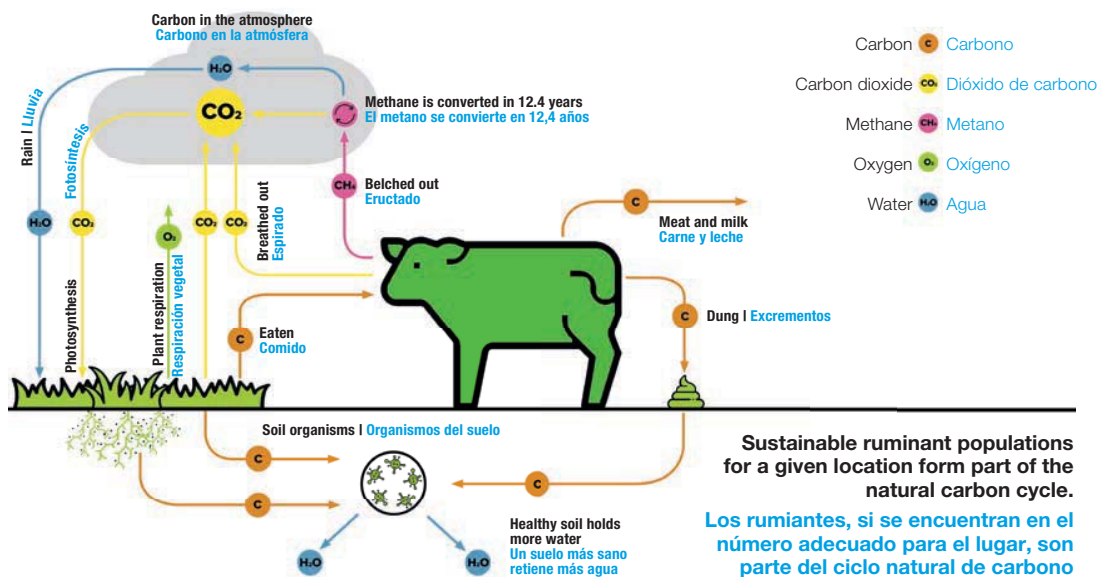 Carbon in the atmosphere
Carbono en la atmósfera
H₂O
CO₂
Methane is converted in 12.4 years
El metano se convierte en 12,4 años
Rain | Lluvia
Fotosíntesis
Photosynthesis
H₂O
CO₂
O₂
CO₂
CO₂
Plant respiration
Respiración vegetal
Breathed out
Espirado
CH₄
Belched out
Eructado
C
Meat and milk
Carne y leche
C
Eaten
Comido
C
Dung | Excrementos
Carbon C Carbono
Carbon dioxide CO₂ Dióxido de carbono
Methane CH₄ Metano
Oxygen O₂ Oxígeno
Water H₂O Agua
Soil organisms | Organismos del suelo
C
C
C
H₂O
H₂O
Healthy soil holds
more water
Un suelo más sano
retiene más agua
Sustainable ruminant populations
for a given location form part of the
natural carbon cycle.
Los rumiantes, si se encuentran en el
número adecuado para el lugar, son
parte del ciclo natural de carbono